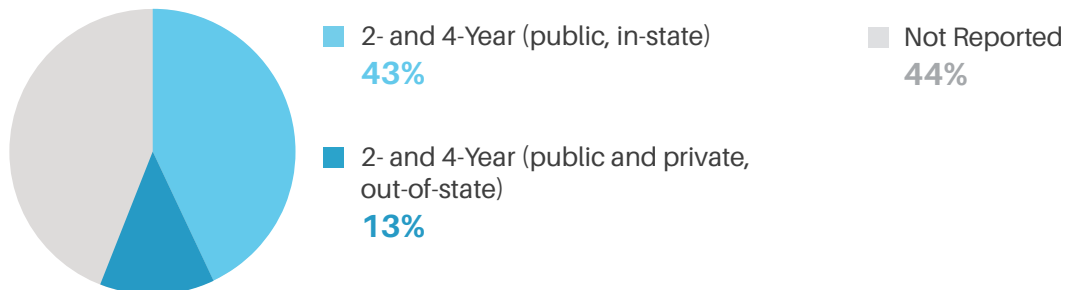 2- and 4-Year (public, in-state)
43%
2- and 4-Year (public and private,
out-of-state)
13%
Not Reported
44%